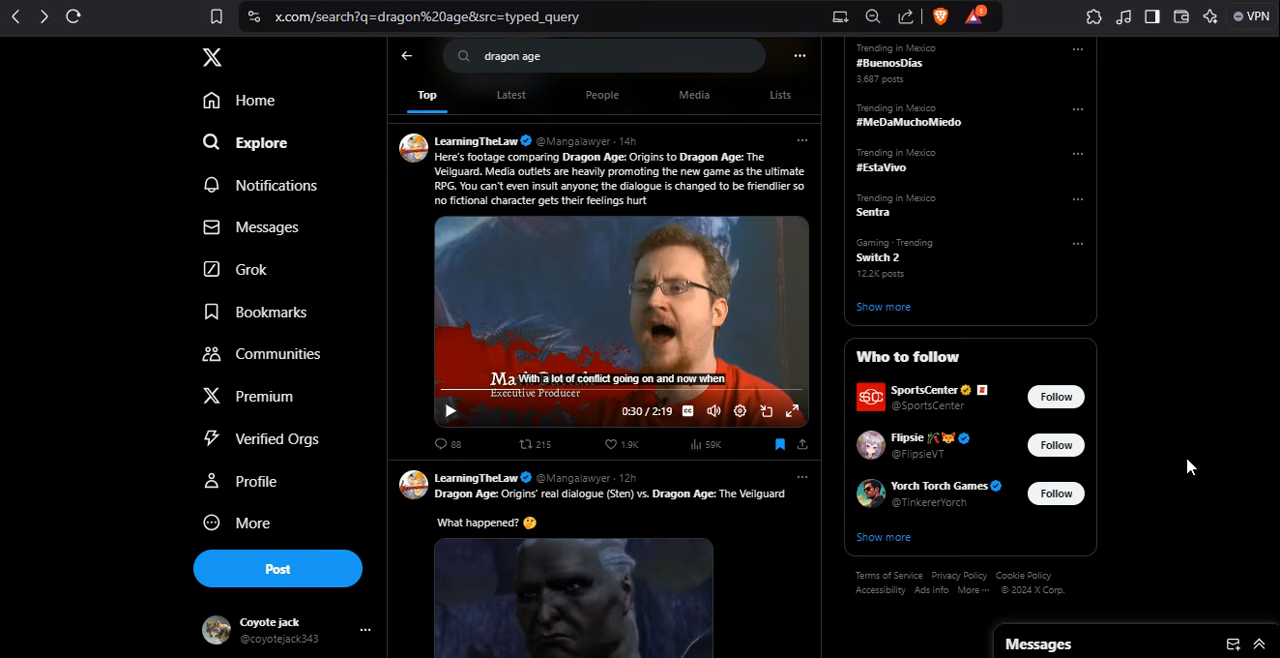 x.com/search?q=dragon%20age&src=typed_query
1
VPN
Home
Explore
Notifications
Messages
Grok
Bookmarks
Communities
Premium
Verified Orgs
Profile
More
Post
Coyote jack
@coyotejack343
dragon age
Top Latest People Media Lists
LearningTheLaw @Mangalawyer · 14h
Here's footage comparing Dragon Age: Origins to Dragon Age: The
Veilguard. Media outlets are heavily promoting the new game as the ultimate
RPG. You can't even insult anyone; the dialogue is changed to be friendlier so
no fictional character gets their feelings hurt
With a lot of conflict going on and now when
Executive Producer
0:30 / 2:19
CC
88 215 1.9K 59K
LearningTheLaw @Mangalawyer · 12h
Dragon Age: Origins' real dialogue (Sten) vs. Dragon Age: The Veilguard
What happened? 🤔
Trending in Mexico
#BuenosDías
3,687 posts
Trending in Mexico
#MeDaMuchoMiedo
Trending in Mexico
#EstaVivo
Trending in Mexico
Sentra
Gaming · Trending
Switch 2
12.2K posts
Show more
Who to follow
SportsCenter
@SportsCenter
Follow
Flipsie
@FlipsieVT
Follow
Yorch Torch Games
@TinkererYorch
Follow
Show more
Terms of Service Privacy Policy Cookie Policy
Accessibility Ads info More ··· © 2024 X Corp.
Messages